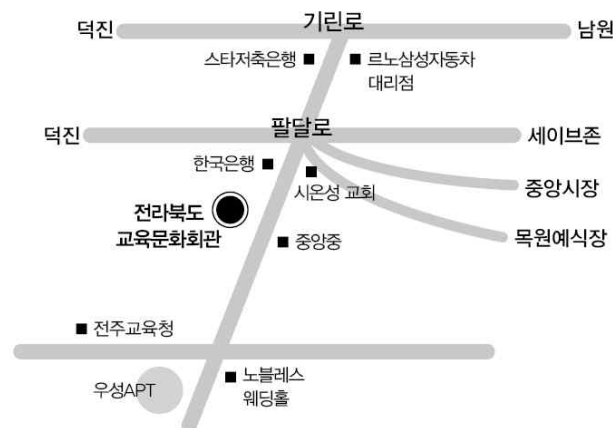 덕진
기린로
남원
스타저축은행
르노삼성자동차
대리점
덕진
팔달로
세이브존
한국은행
시온성 교회
중앙시장
전라북도
교육문화회관
중앙중
목원예식장
전주교육청
우성APT
노블레스
웨딩홀